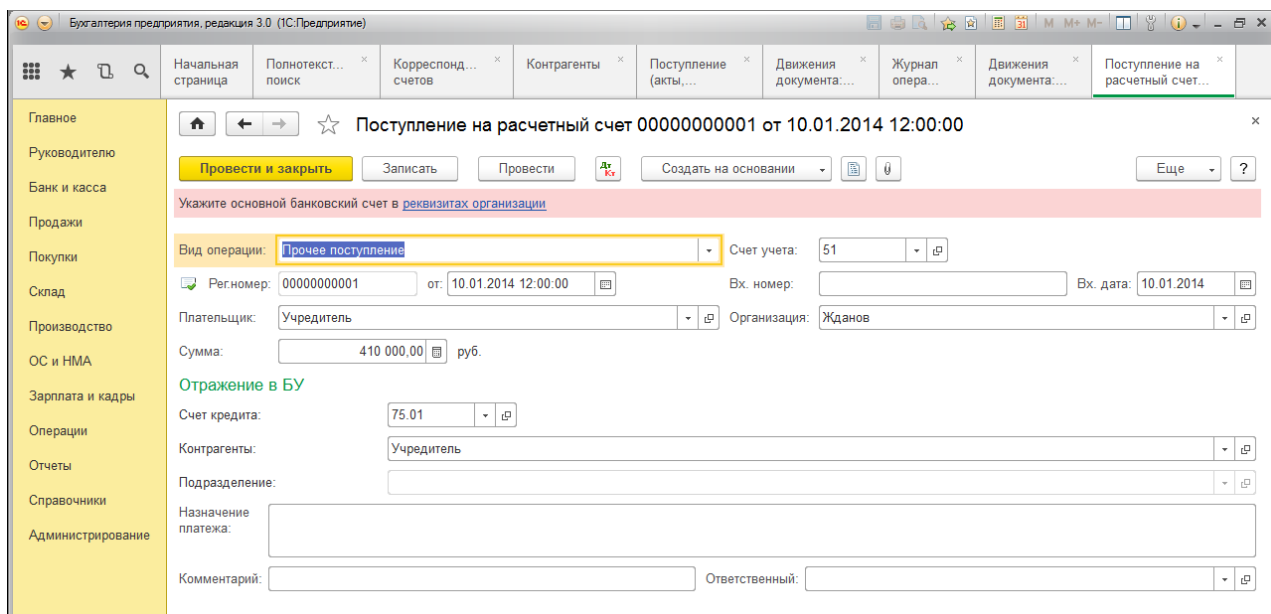 Бухгалтерия предприятия, редакция 3.0 (1С:Предприятие)
M M+ M-
Начальная страница
Полнотекст... поиск
Корреспонд... счетов
Контрагенты
Поступление (акты,...
Движения документа:...
Журнал опера...
Движения документа:...
Поступление на расчетный счет...
Главное
Руководителю
Банк и касса
Продажи
Покупки
Склад
Производство
ОС и НМА
Зарплата и кадры
Операции
Отчеты
Справочники
Администрирование
Поступление на расчетный счет 00000000001 от 10.01.2014 12:00:00
Провести и закрыть Записать Провести Дт Кт Создать на основании Еще ?
Укажите основной банковский счет в реквизитах организации
Вид операции: Прочее поступление Счет учета: 51
Рег.номер: 00000000001 от: 10.01.2014 12:00:00 Вх. номер: Вх. дата: 10.01.2014
Плательщик: Учредитель Организация: Жданов
Сумма: 410 000,00 руб.
Отражение в БУ
Счет кредита: 75.01
Контрагенты: Учредитель
Подразделение:
Назначение
платежа:
Комментарий: Ответственный: